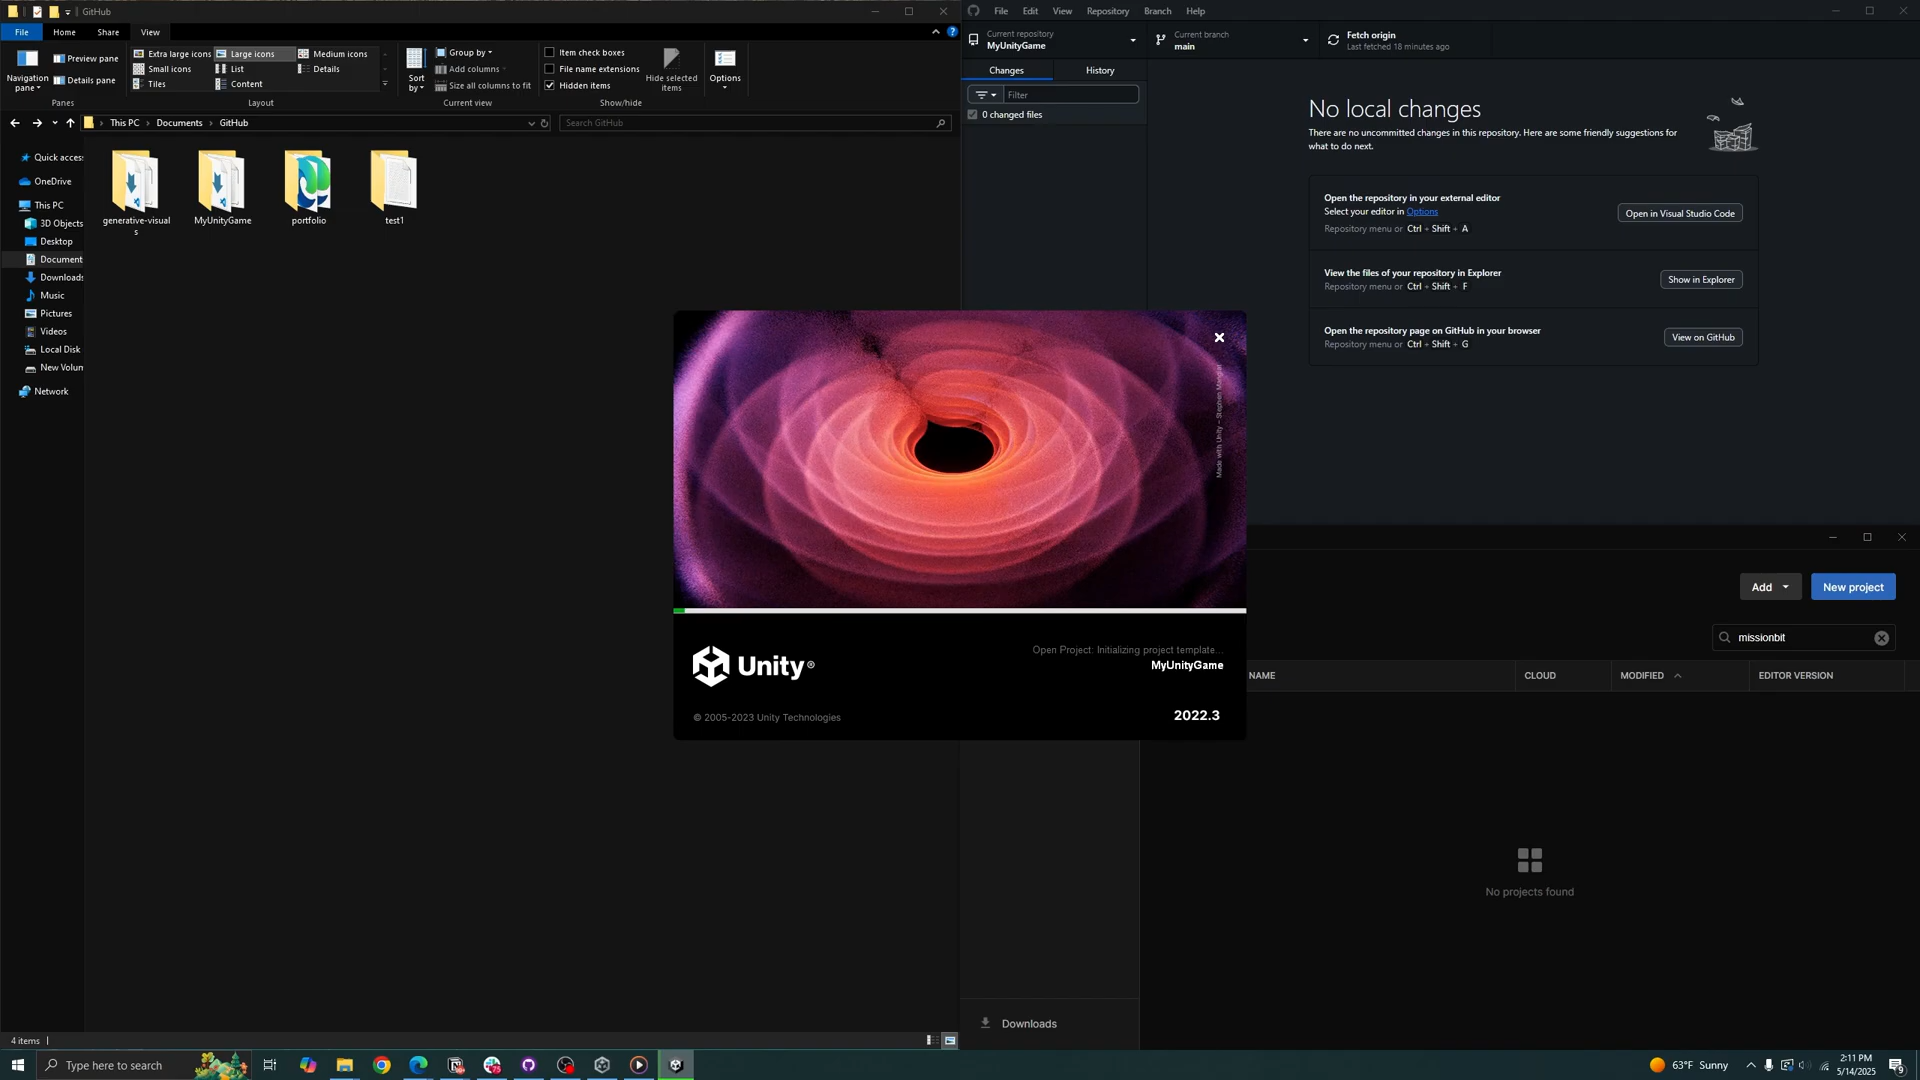 GitHub
File
Home
Share
View
Navigation pane
Preview pane
Details pane
Panes
Extra large icons
Large icons
Medium icons
Small icons
List
Details
Tiles
Content
Layout
Sort by
Group by
Add columns
Size all columns to fit
Current view
Item check boxes
File name extensions
Hidden items
Hide selected items
Show/hide
Options
This PC > Documents > GitHub
Search GitHub
Quick access
OneDrive
This PC
3D Objects
Desktop
Document
Downloads
Music
Pictures
Videos
Local Disk
New Volum
Network
generative-visuals
MyUnityGame
portfolio
test1
4 items
File Edit View Repository Branch Help
Current repository
MyUnityGame
Current branch
main
Fetch origin
Last fetched 18 minutes ago
Changes
History
Filter
0 changed files
No local changes
There are no uncommitted changes in this repository. Here are some friendly suggestions for
what to do next.
Open the repository in your external editor
Select your editor in Options
Repository menu or Ctrl + Shift + A
Open in Visual Studio Code
View the files of your repository in Explorer
Repository menu or Ctrl + Shift + F
Show in Explorer
Open the repository page on GitHub in your browser
Repository menu or Ctrl + Shift + G
View on GitHub
Made with Unity – Stephen Mangan
Unity®
Open Project: Initializing project template...
MyUnityGame
© 2005-2023 Unity Technologies
2022.3
Add
New project
missionbit
NAME
CLOUD
MODIFIED
EDITOR VERSION
No projects found
Downloads
Type here to search
75
63°F Sunny
2:11 PM
5/14/2025